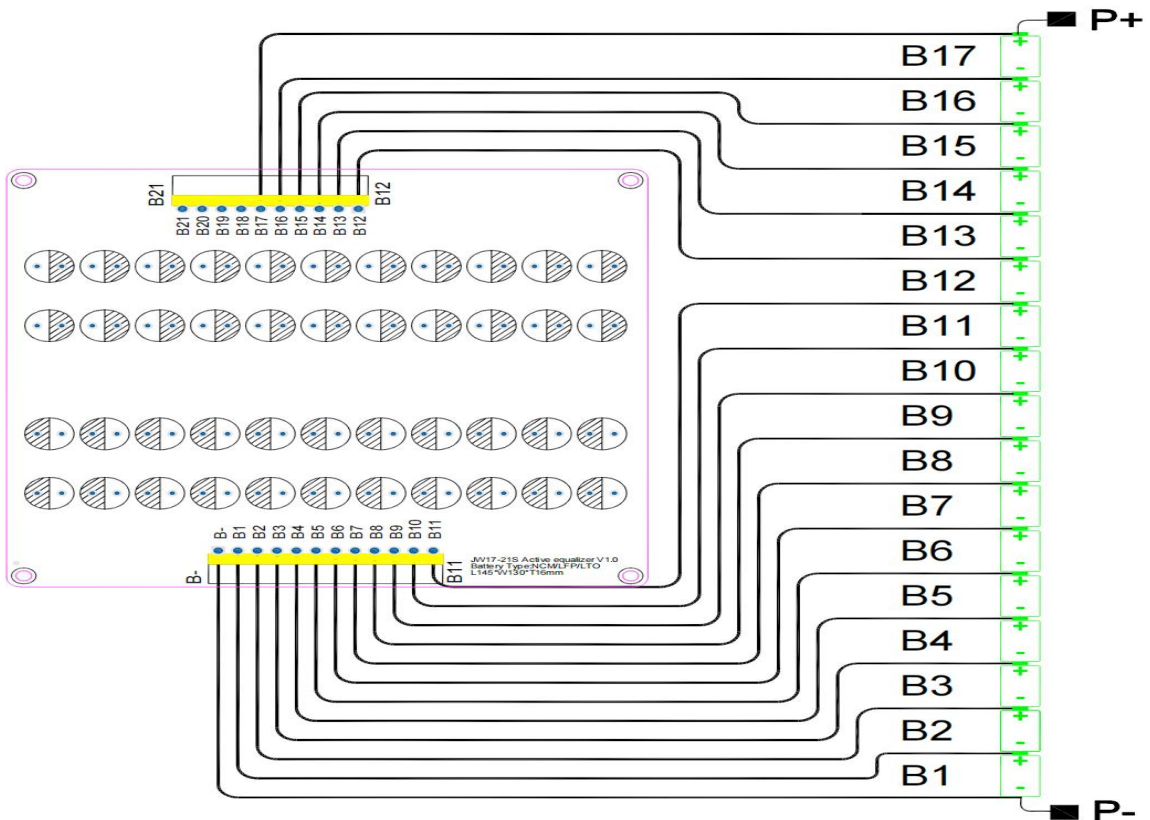 P+
B17
B16
B15
B14
B13
B12
B11
B10
B9
B8
B7
B6
B5
B4
B3
B2
B1
P-
B21
B12
B21 B20 B19 B18 B17 B16 B15 B14 B13 B12
B- B1 B2 B3 B4 B5 B6 B7 B8 B9 B10 B11
B-
B11
JW17-21S Active equalizer V1.0
Battery Type:NCM/LFP/LTO
L145*W130*T16mm
+
-
+
-
+
-
+
-
+
-
+
-
+
-
+
-
+
-
+
-
+
-
+
-
+
-
+
-
+
-
+
-
+
-